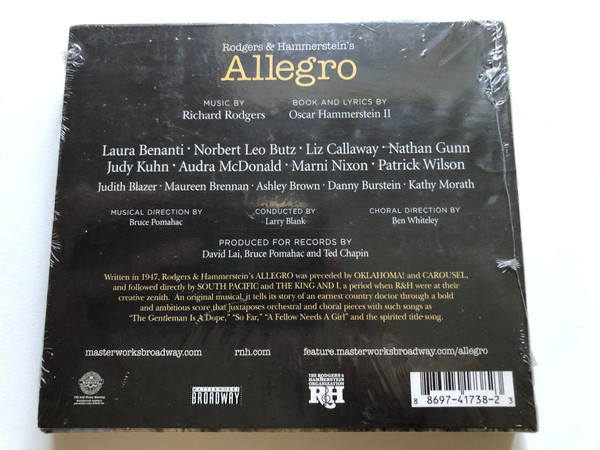 Rodgers & Hammerstein's
Allegro
MUSIC BY BOOK AND LYRICS BY
Richard Rodgers Oscar Hammerstein II
Laura Benanti · Norbert Leo Butz · Liz Callaway · Nathan Gunn
Judy Kuhn · Audra McDonald · Marni Nixon · Patrick Wilson
Judith Blazer · Maureen Brennan · Ashley Brown · Danny Burstein · Kathy Morath
MUSICAL DIRECTION BY CONDUCTED BY CHORAL DIRECTION BY
Bruce Pomahac Larry Blank Ben Whiteley
PRODUCED FOR RECORDS BY
David Lai, Bruce Pomahac and Ted Chapin
Written in 1947, Rodgers & Hammerstein's ALLEGRO was preceded by OKLAHOMA! and CAROUSEL,
and followed directly by SOUTH PACIFIC and THE KING AND I, a period when R&H were at their
creative zenith. An original musical, it tells its story of an earnest country doctor through a bold
and ambitious score that juxtaposes orchestral and choral pieces with such songs as
"The Gentleman Is A Dope," "So Far," "A Fellow Needs A Girl" and the spirited title song.
masterworksbroadway.com rnh.com feature.masterworksbroadway.com/allegro
MASTERWORKS
BROADWAY
THE RODGERS &
HAMMERSTEIN
ORGANIZATION
R&H
8 8697-41738-2 3